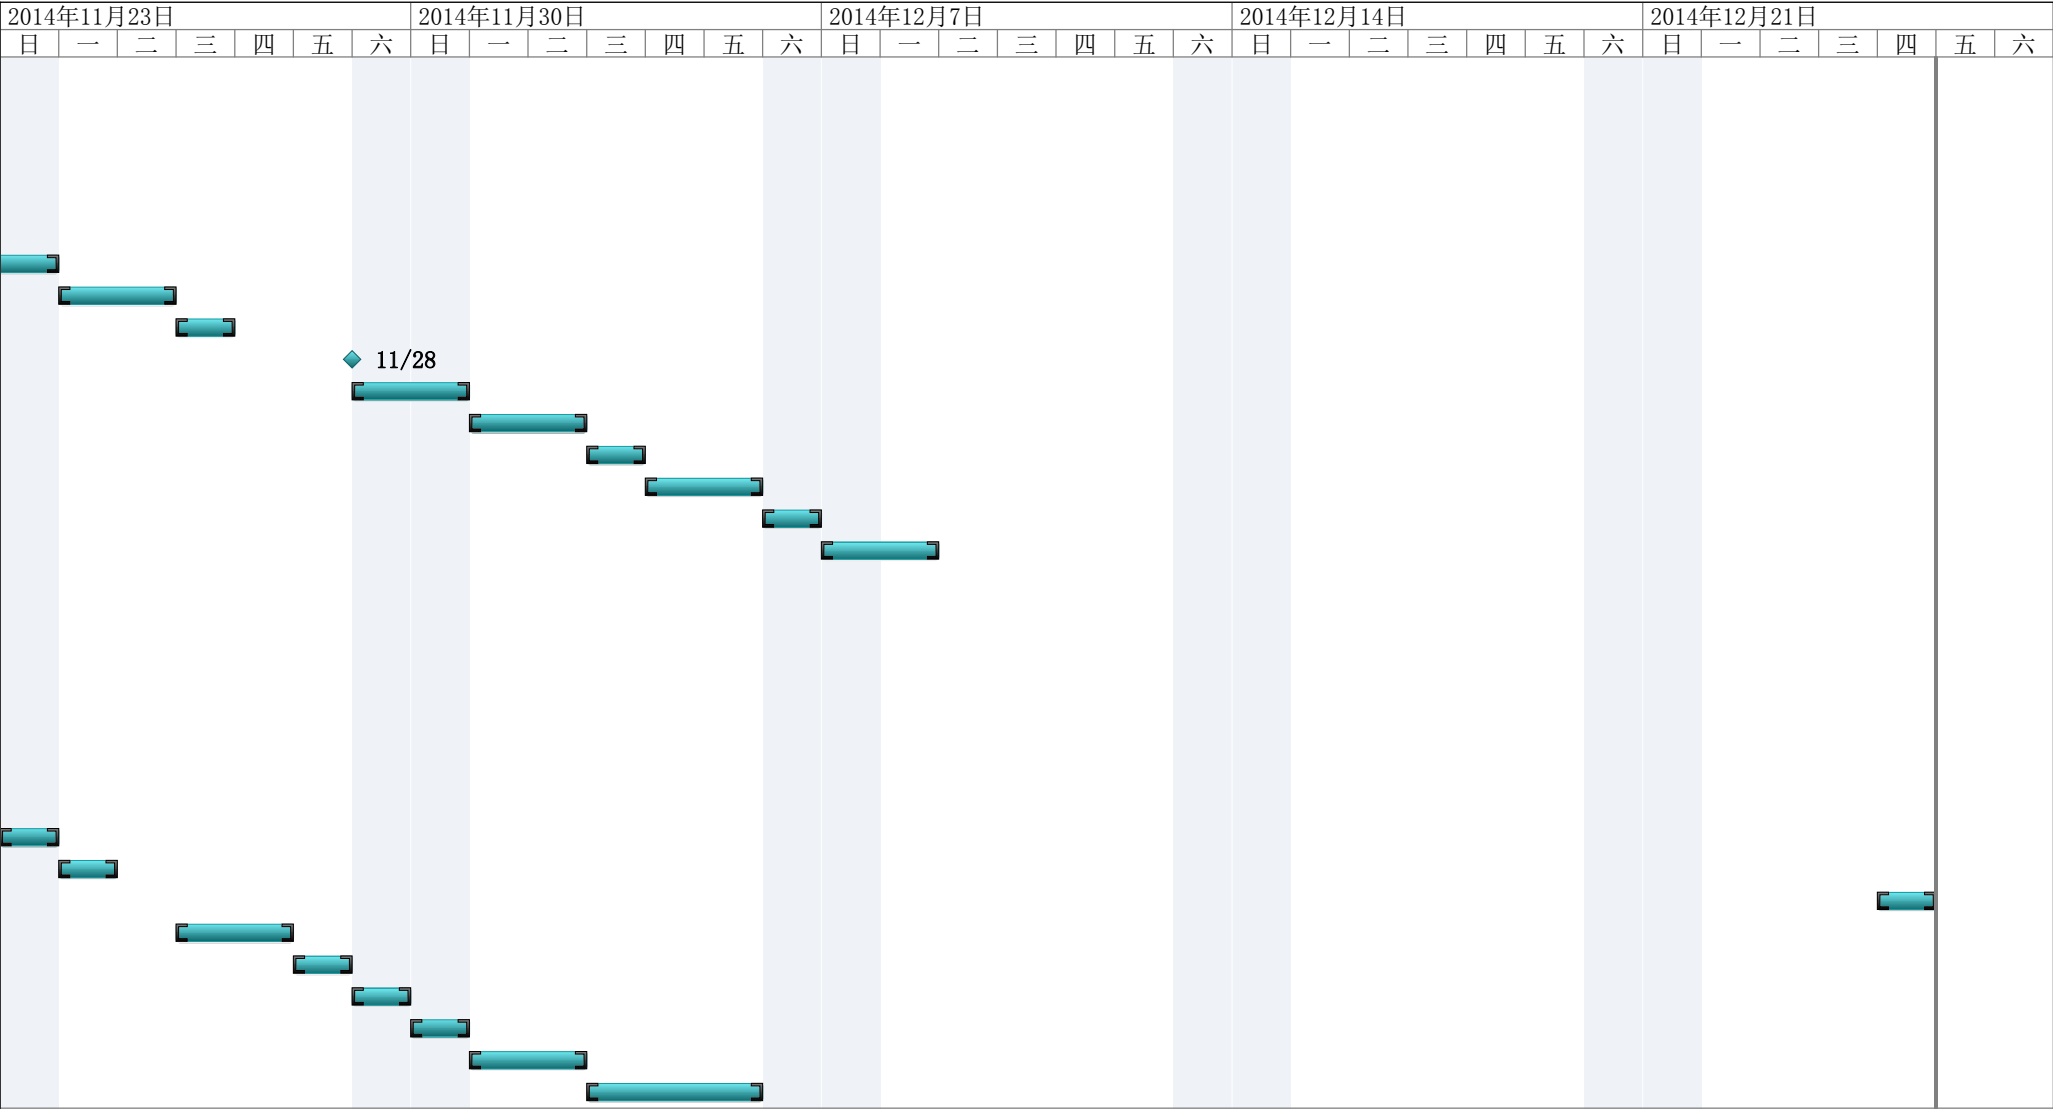 2014年11月23日 2014年11月30日 2014年12月7日 2014年12月14日 2014年12月21日
日 一 二 三 四 五 六 日 一 二 三 四 五 六 日 一 二 三 四 五 六 日 一 二 三 四 五 六 日 一 二 三 四 五 六
11/28